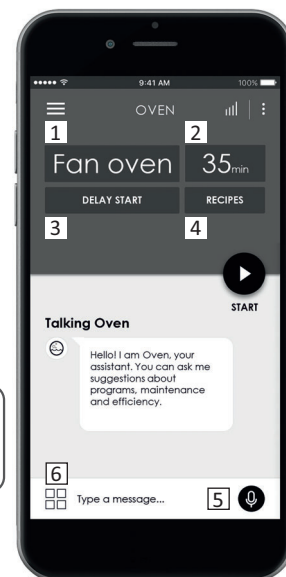 9:41 AM 100%
OVEN
1 2
Fan oven 35min
DELAY START RECIPES
3 4
START
Talking Oven
Hello! I am Oven, your
assistant. You can ask me
suggestions about
programs, maintenance
and efficiency.
6
Type a message... 5